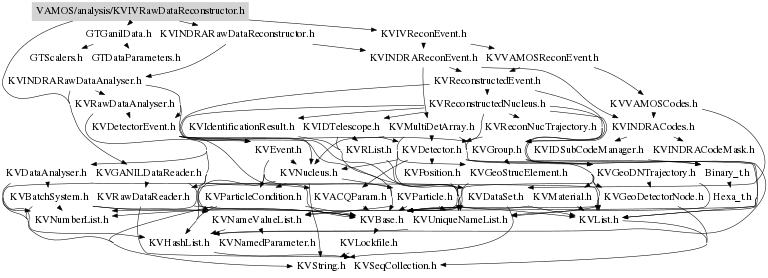 VAMOS/analysis/KVIVRawDataReconstructor.h
GTGanilData.h KVINDRARawDataReconstructor.h KVIVReconEvent.h
GTScalers.h GTDataParameters.h KVINDRAReconEvent.h KVVAMOSReconEvent.h
KVINDRARawDataAnalyser.h KVReconstructedEvent.h
KVRawDataAnalyser.h KVReconstructedNucleus.h KVVAMOSCodes.h
KVDetectorEvent.h KVIdentificationResult.h KVIDTelescope.h KVMultiDetArray.h KVReconNucTrajectory.h KVINDRACodes.h
KVEvent.h KVRList.h KVDetector.h KVGroup.h KVIDSubCodeManager.h KVINDRACodeMask.h
KVDataAnalyser.h KVGANILDataReader.h KVNucleus.h KVPosition.h KVGeoStrucElement.h KVGeoDNTrajectory.h Binary_t.h
KVBatchSystem.h KVRawDataReader.h KVParticleCondition.h KVACQParam.h KVParticle.h KVDataSet.h KVMaterial.h KVGeoDetectorNode.h Hexa_t.h
KVNumberList.h KVNameValueList.h KVBase.h KVUniqueNameList.h KVList.h
KVHashList.h KVNamedParameter.h KVLockfile.h
KVString.h KVSeqCollection.h